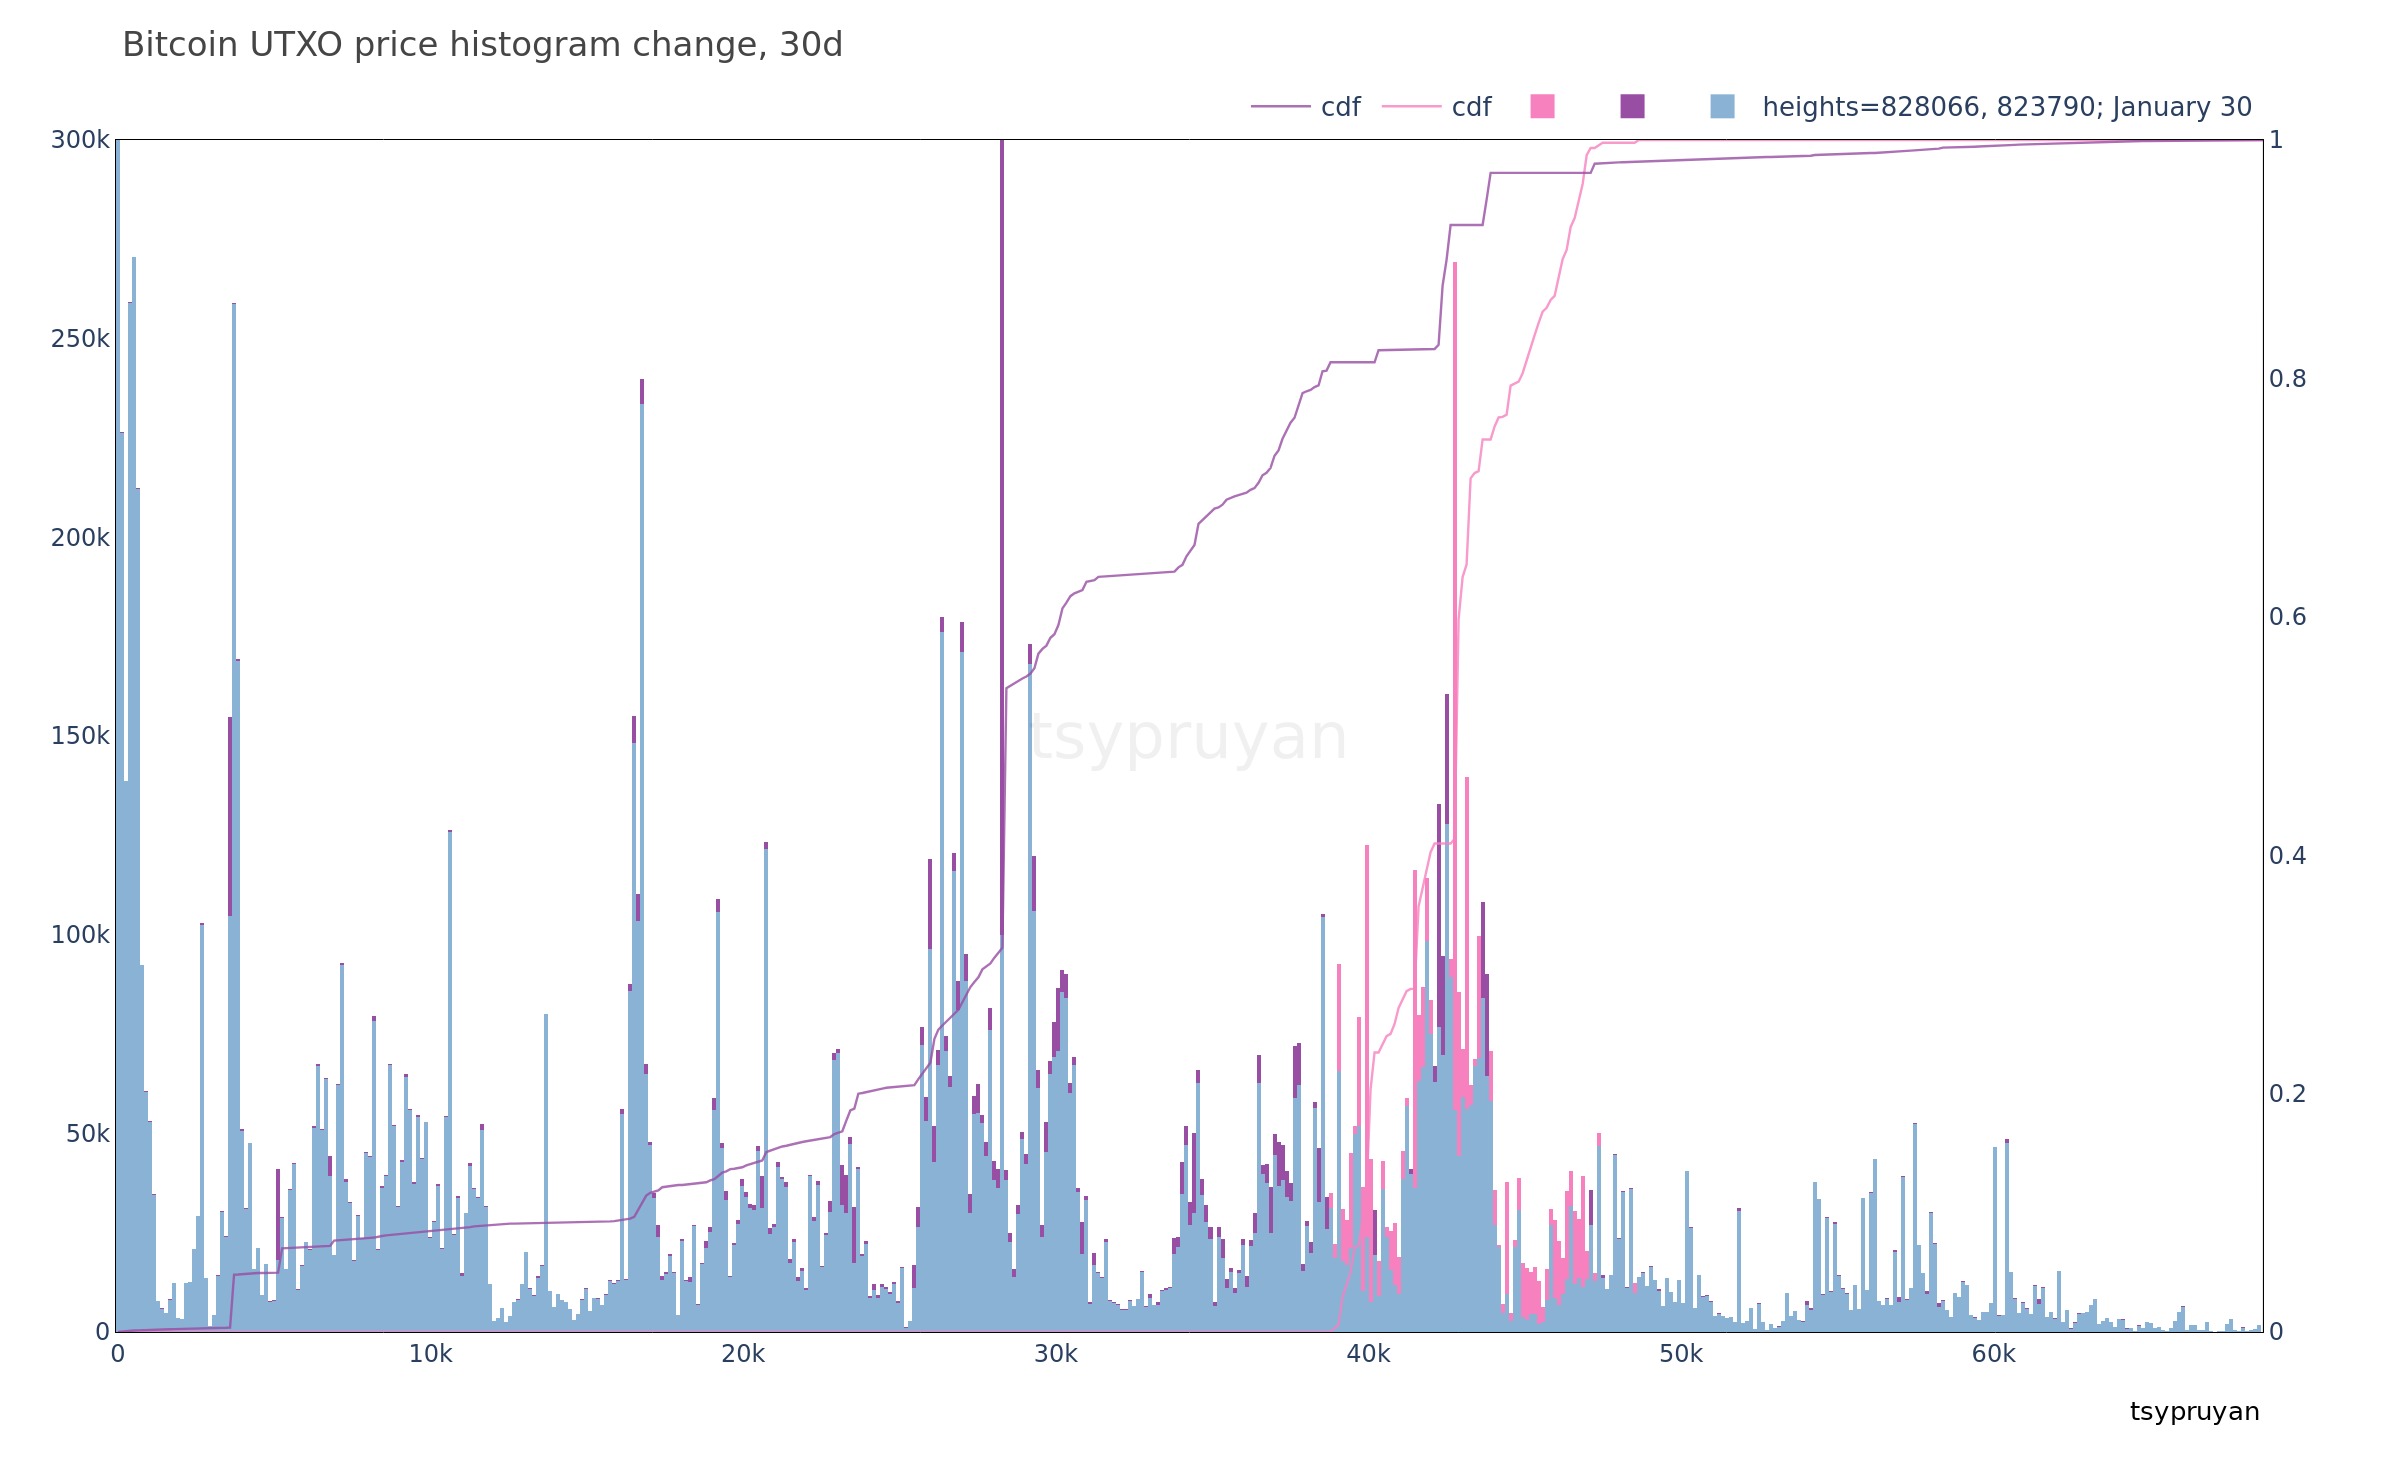 Bitcoin UTXO price histogram change, 30d
cdf cdf heights=828066, 823790; January 30
300k 1
250k
0.8
200k
0.6
150k
tsypruyan
0.4
100k
0.2
50k
0 0
0 10k 20k 30k 40k 50k 60k
tsypruyan